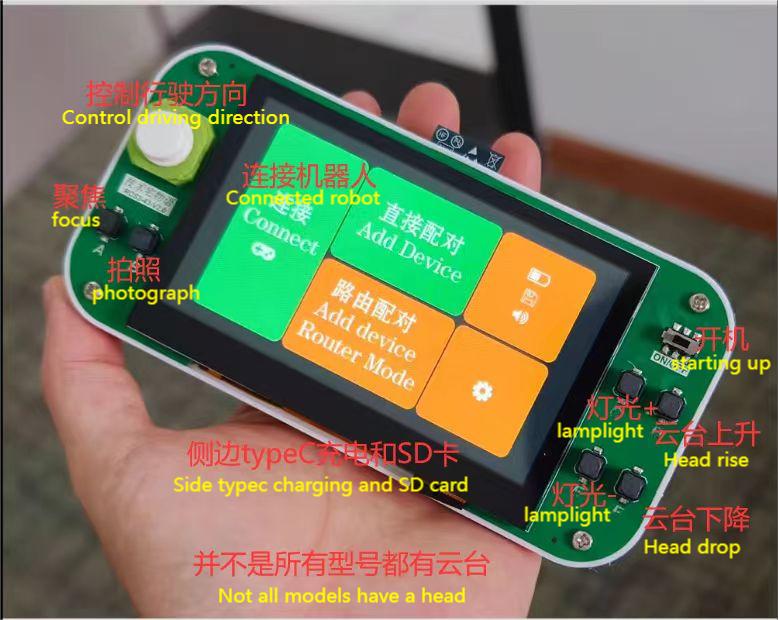 控制行驶方向
Control driving direction
连接机器人
Connected robot
连接
Connect
直接配对
Add Device
聚焦
focus
A
拍照
photograph
路由配对
Add device
Router Mode
开机
starting up
灯光+
lamplight
云台上升
Head rise
侧边typeC充电和SD卡
Side typec charging and SD card
灯光-
lamplight
云台下降
Head drop
并不是所有型号都有云台
Not all models have a head